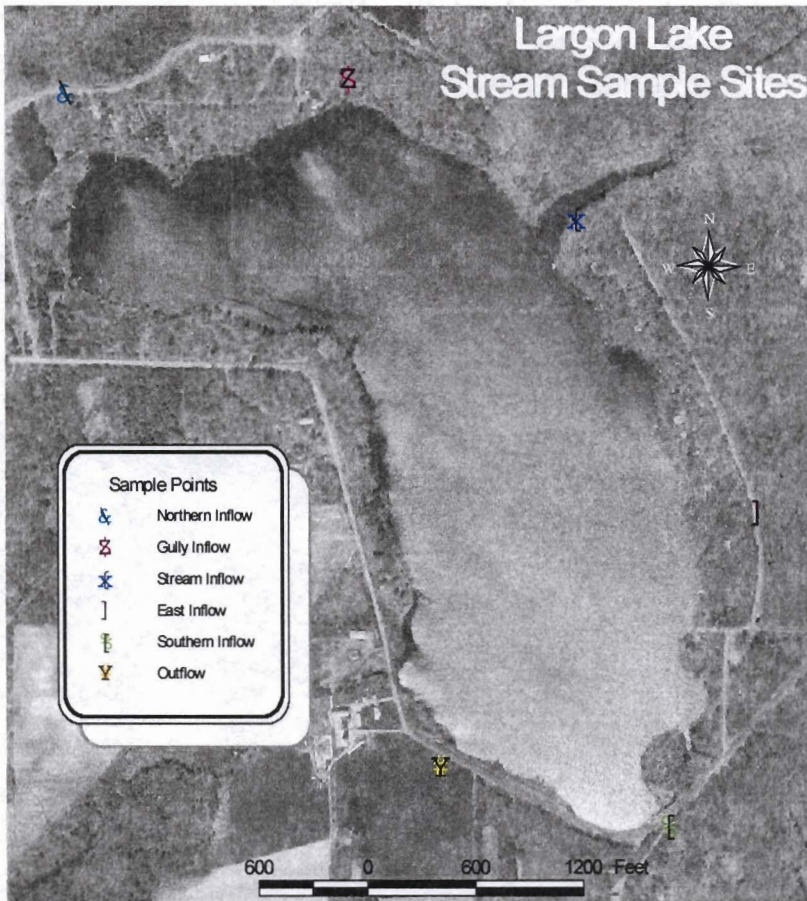 Largon Lake
Stream Sample Sites
N
W E
S
Sample Points
Northern Inflow
Gully Inflow
Stream Inflow
East Inflow
Southern Inflow
Outflow
600 0 600 1200 Feet